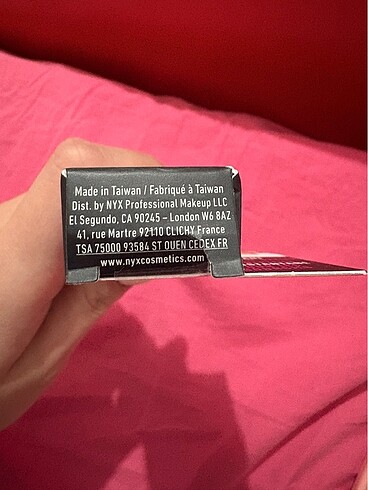 Made in Taiwan / Fabriqué à Taiwan
Dist. by NYX Professional Makeup LLC
El Segundo, CA 90245 – London W6 8AZ
41, rue Martre 92110 CLICHY France
TSA 75000 93584 ST OUEN CEDEX FR
www.nyxcosmetics.com